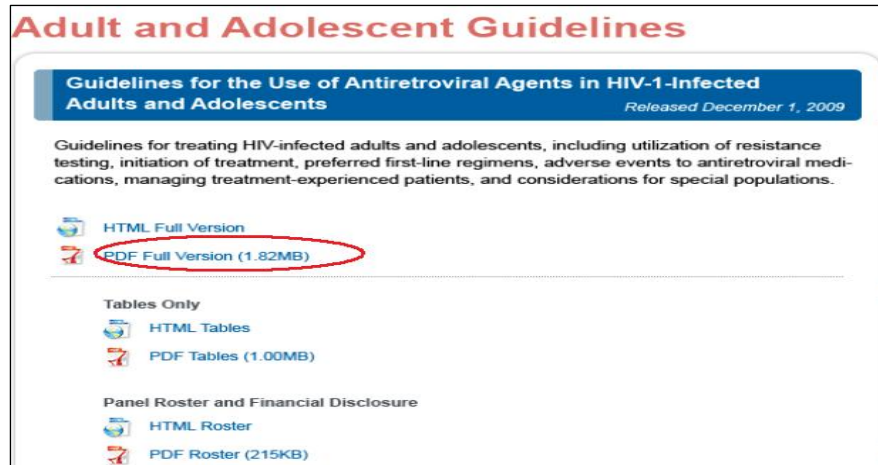 Adult and Adolescent Guidelines
Guidelines for the Use of Antiretroviral Agents in HIV-1-Infected
Adults and Adolescents Released December 1, 2009
Guidelines for treating HIV-infected adults and adolescents, including utilization of resistance
testing, initiation of treatment, preferred first-line regimens, adverse events to antiretroviral medi-
cations, managing treatment-experienced patients, and considerations for special populations.
HTML Full Version
PDF Full Version (1.82MB)
Tables Only
HTML Tables
PDF Tables (1.00MB)
Panel Roster and Financial Disclosure
HTML Roster
PDF Roster (215KB)